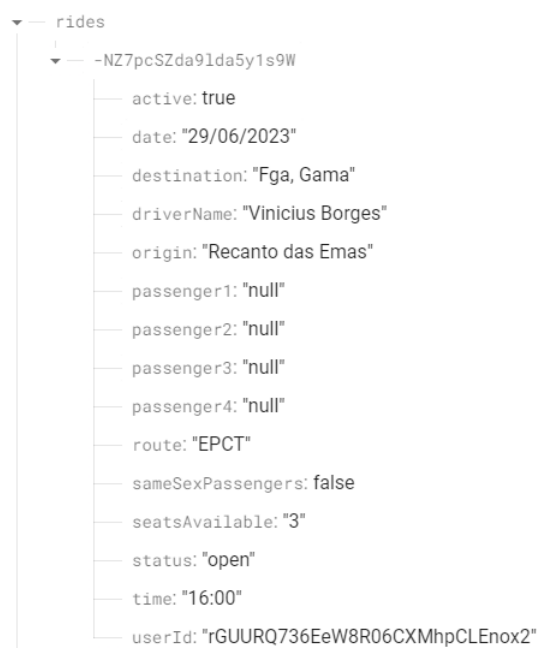 rides
-NZ7pcSZda9lda5y1s9W
active: true
date: "29/06/2023"
destination: "Fga, Gama"
driverName: "Vinicius Borges"
origin: "Recanto das Emas"
passenger1: "null"
passenger2: "null"
passenger3: "null"
passenger4: "null"
route: "EPCT"
sameSexPassengers: false
seatsAvailable: "3"
status: "open"
time: "16:00"
userId: "rGUURQ736EeW8R06CXMhpCLEnox2"